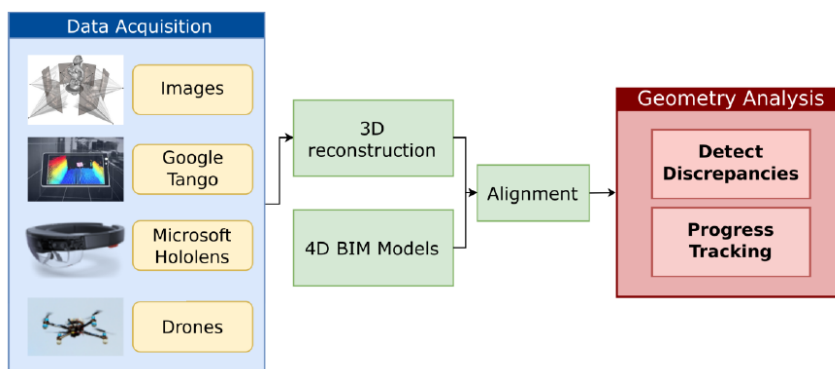 Data Acquisition
Images
Google
Tango
Microsoft
Hololens
Drones
3D
reconstruction
4D BIM Models
Alignment
Geometry Analysis
Detect
Discrepancies
Progress
Tracking